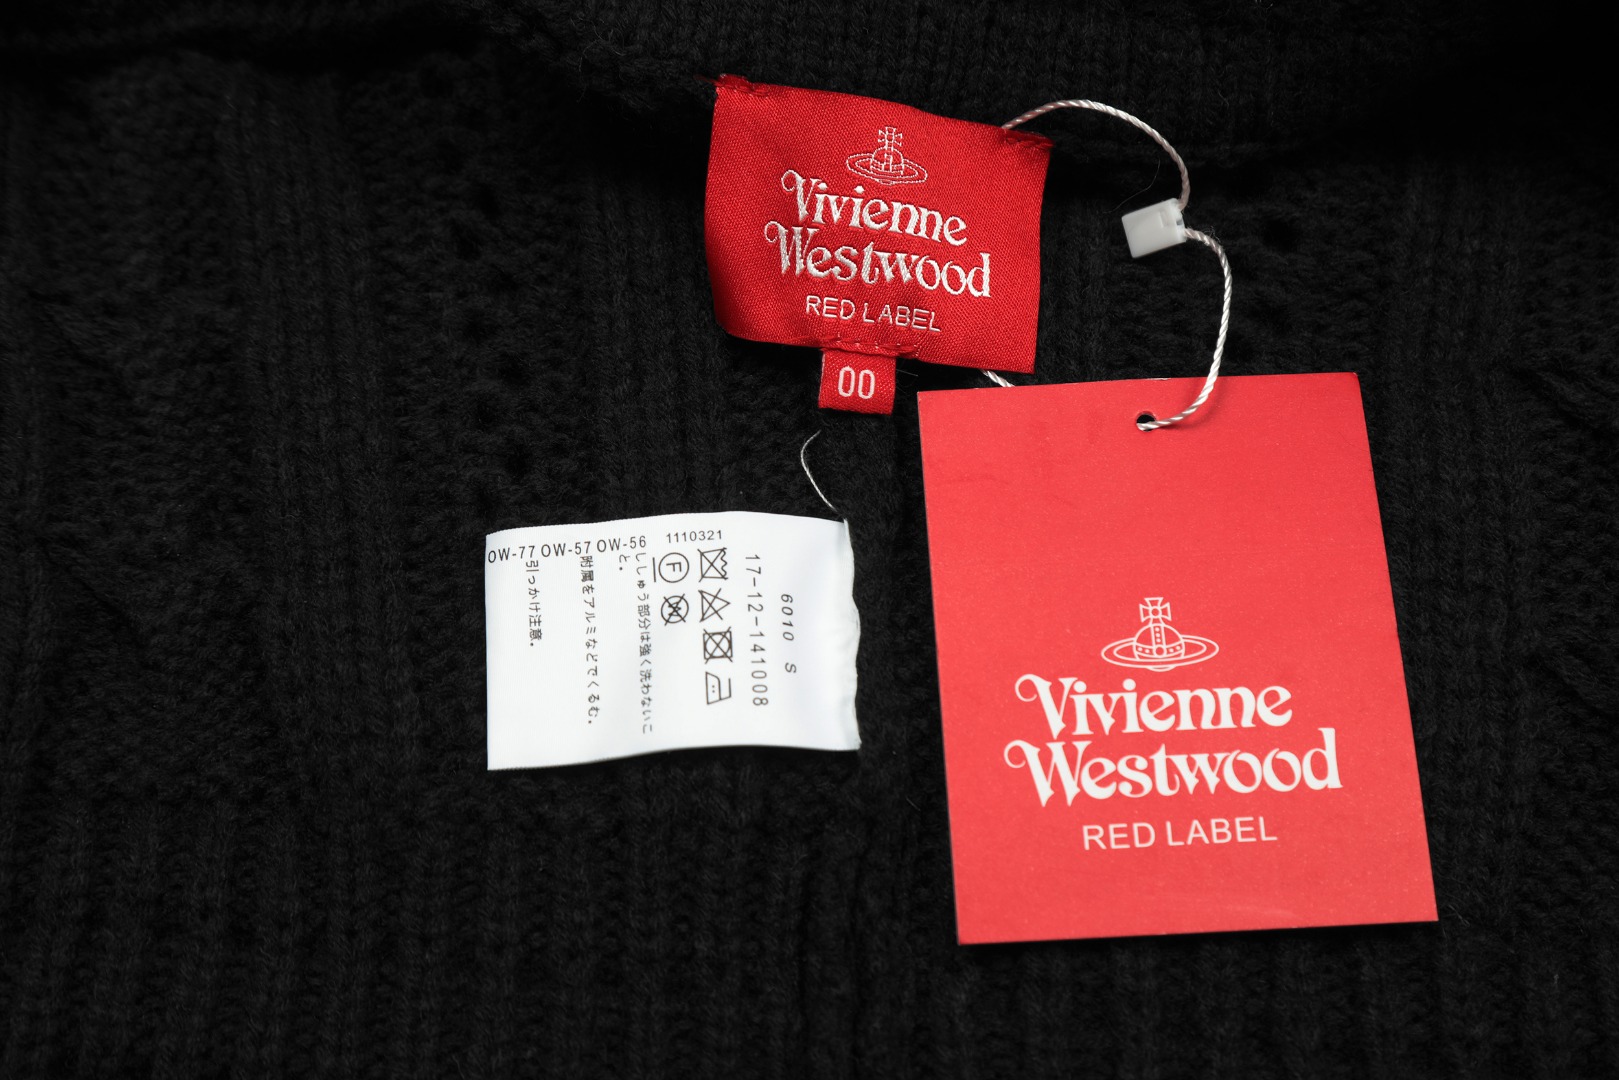 Vivienne
Westwood
RED LABEL
00
OW-77 OW-57 OW-56
1110321
6010 S
17-12-141008
F
W
ししゅう部分は強く洗わないこ
と。
附属をアルミなどでくるむ。
引っかけ注意。
Vivienne
Westwood
RED LABEL